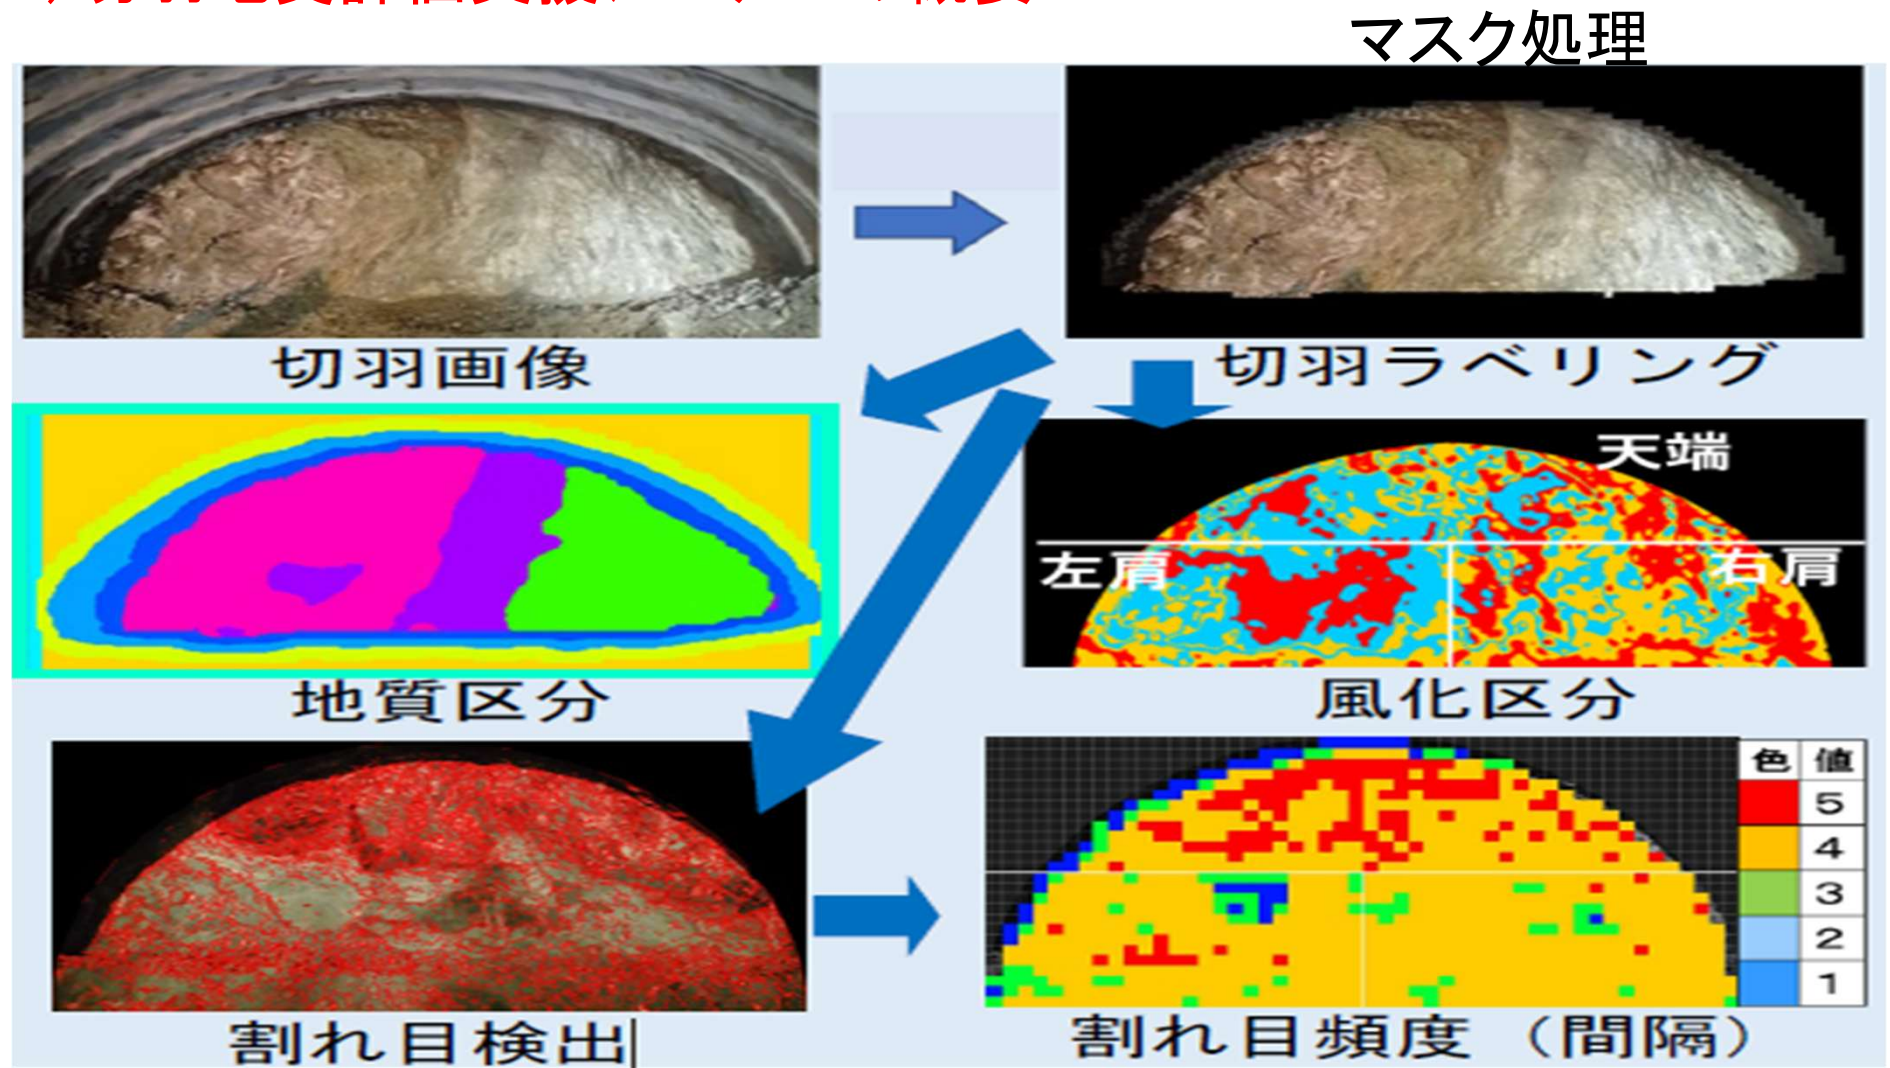 マスク処理
切羽画像
切羽ラベリング
天端
左肩
右肩
地質区分
風化区分
色 値
5
4
3
2
1
割れ目検出
割れ目頻度（間隔）